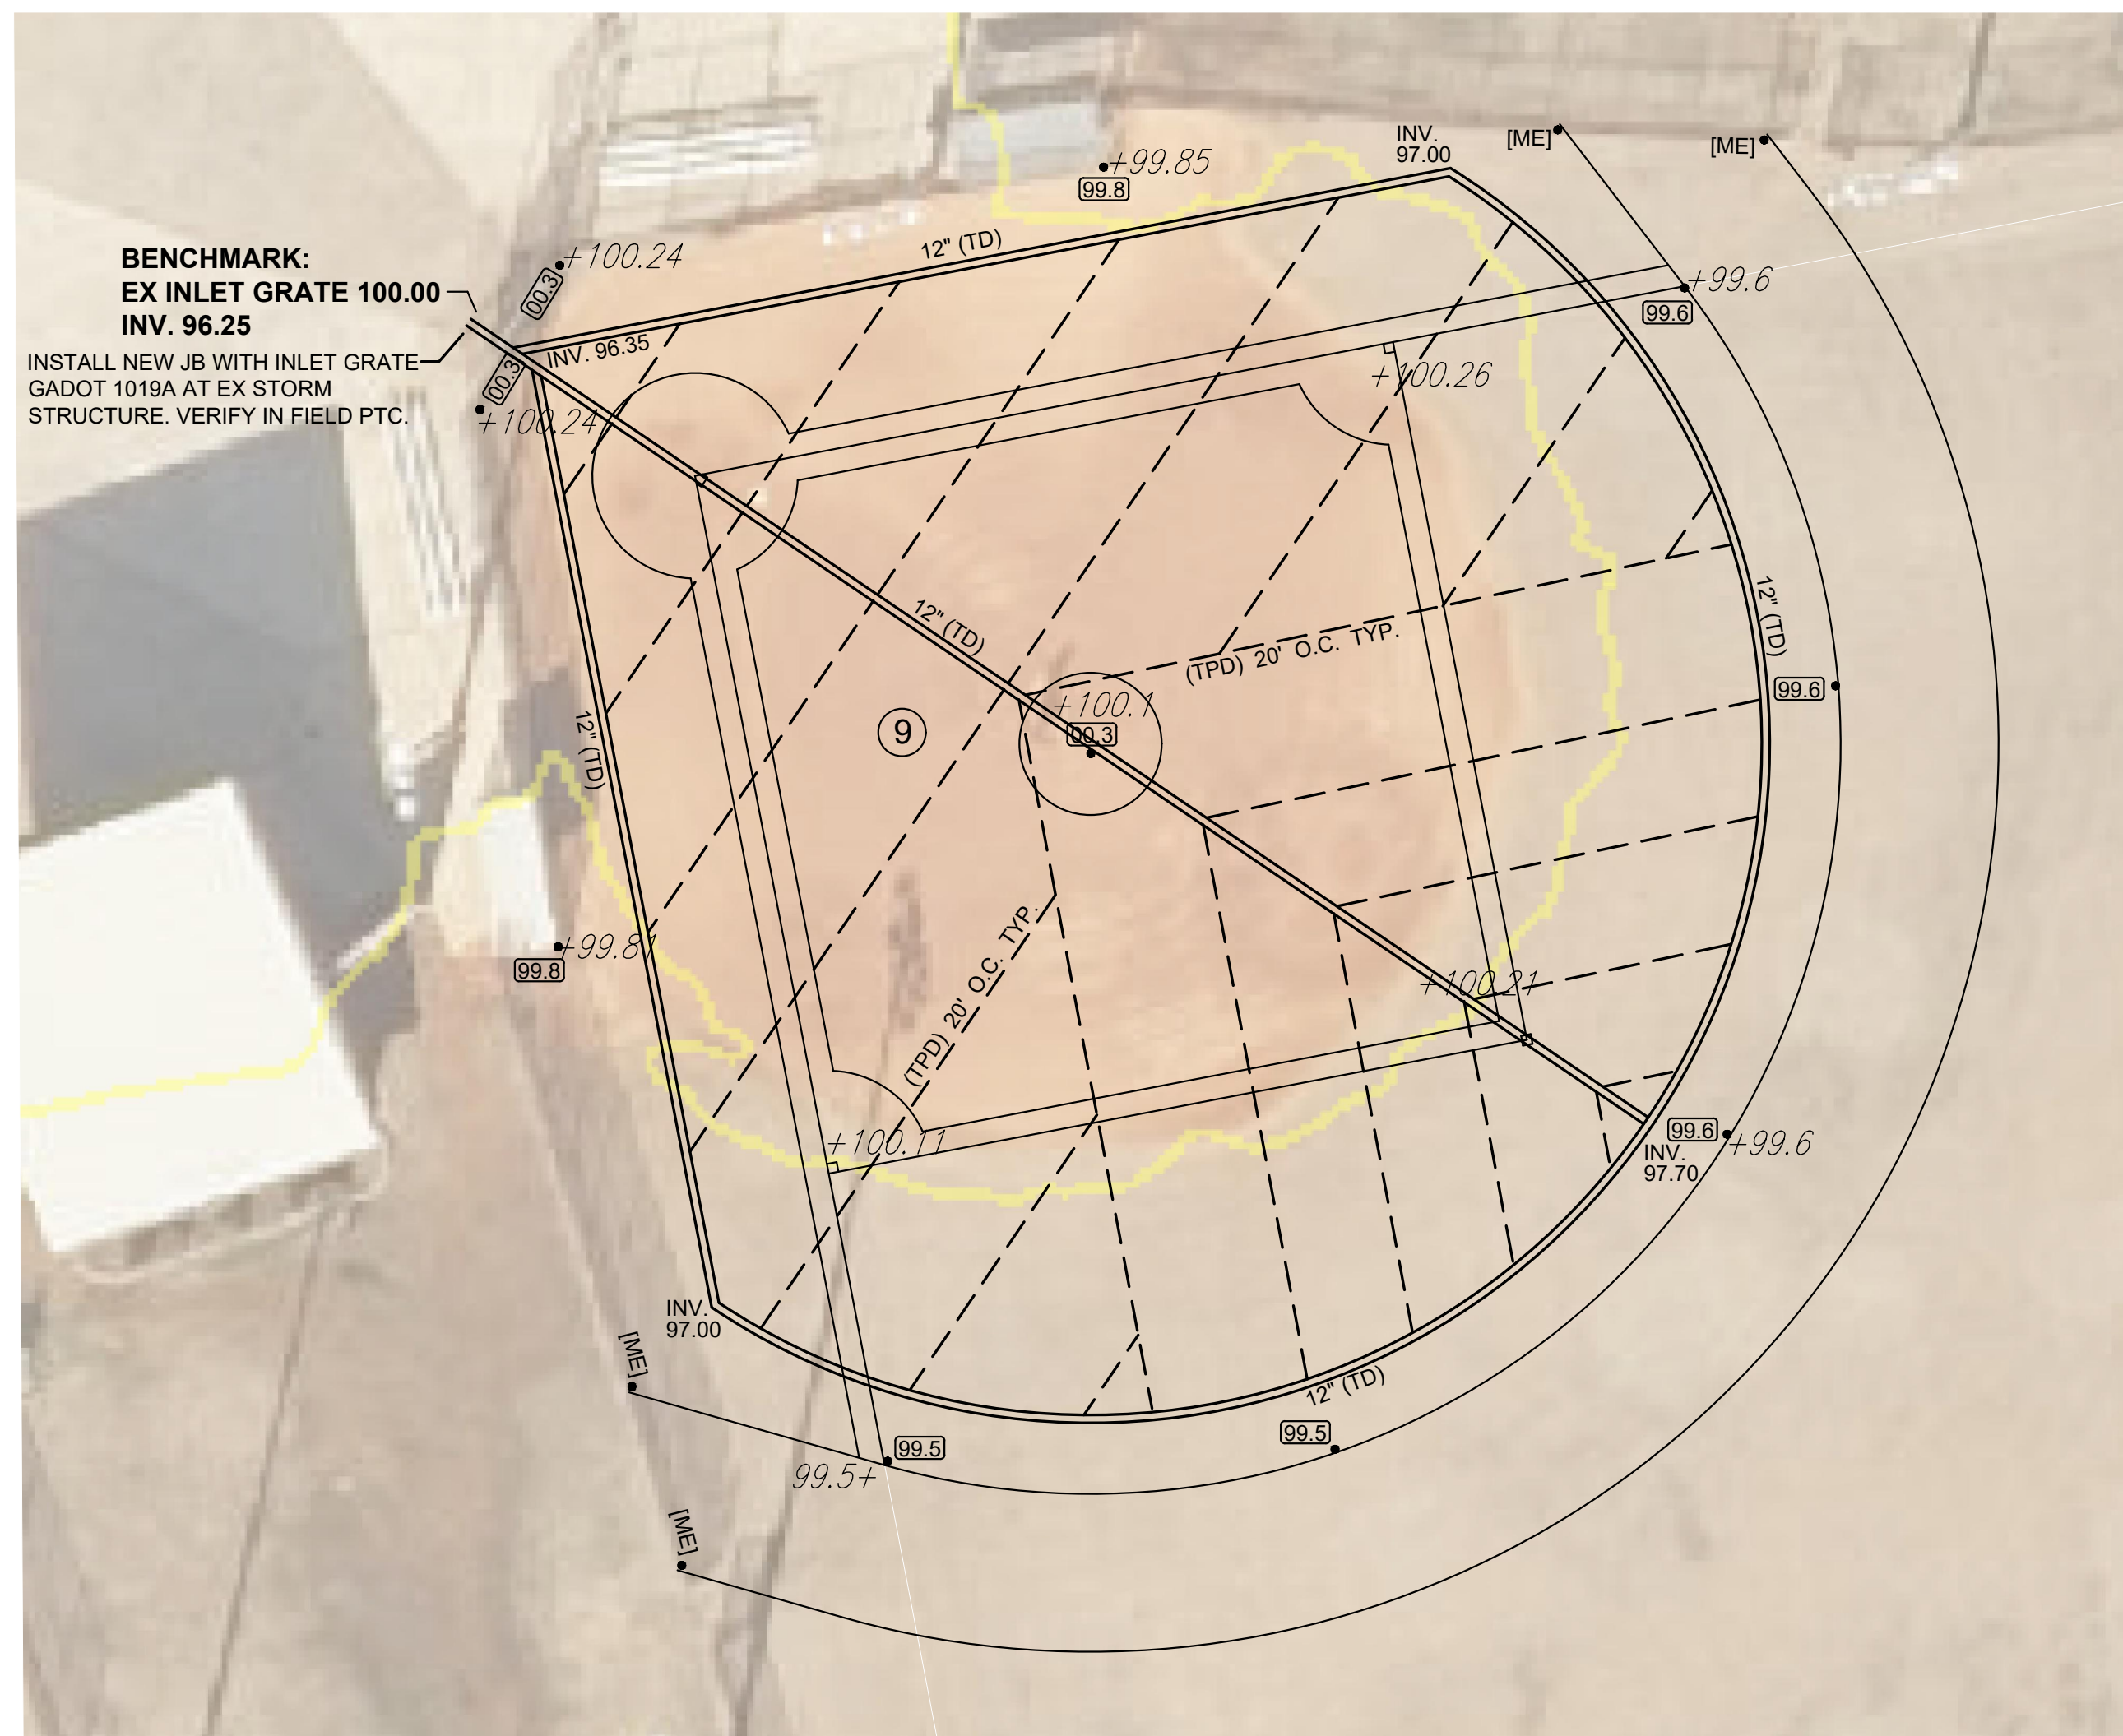 INV.
97.00
[ME]
[ME]
+99.85
99.8
12" (TD)
+100.24
00.3
BENCHMARK:
EX INLET GRATE 100.00
INV. 96.25
INSTALL NEW JB WITH INLET GRATE
GADOT 1019A AT EX STORM
STRUCTURE. VERIFY IN FIELD PTC.
INV. 96.35
00.3
+100.24
+99.6
99.6
+100.26
12" (TD)
12" (TD)
(TPD) 20' O.C. TYP.
+100.1
00.3
9
99.6
12" (TD)
+99.81
99.8
(TPD) 20' O.C. TYP.
+100.21
+100.11
99.6
+99.6
INV.
97.70
INV.
97.00
[ME]
12" (TD)
99.5
99.5
99.5+
[ME]